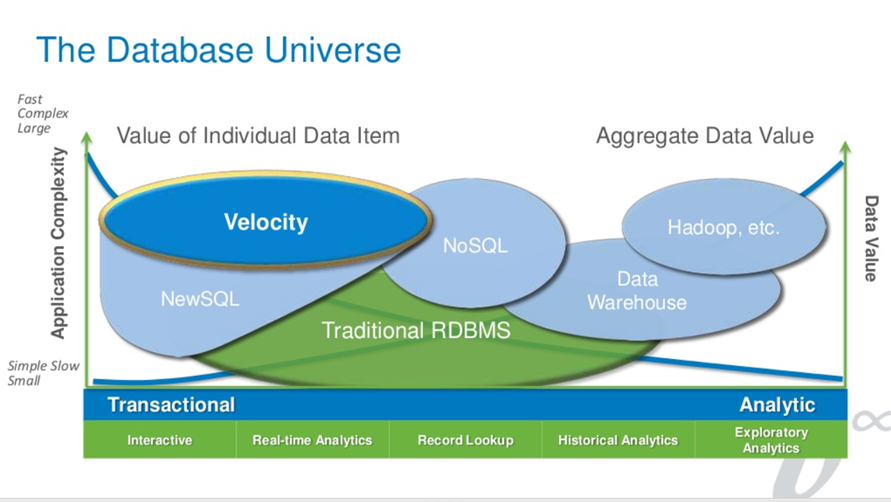 The Database Universe
Fast
Complex
Large
Value of Individual Data Item
Aggregate Data Value
Application Complexity
Data Value
Velocity
NoSQL
Hadoop, etc.
NewSQL
Data
Warehouse
Traditional RDBMS
Simple Slow
Small
Transactional
Analytic
Interactive
Real-time Analytics
Record Lookup
Historical Analytics
Exploratory
Analytics